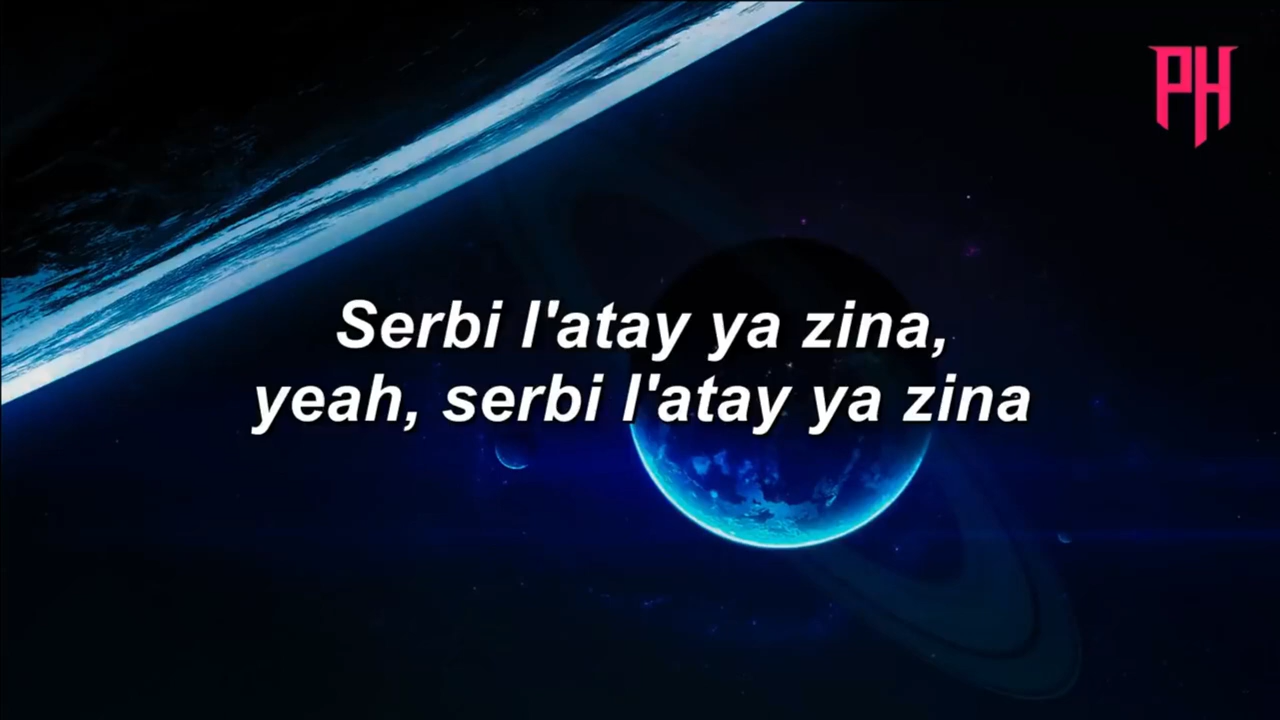 PH
Serbi l'atay ya zina,
yeah, serbi l'atay ya zina